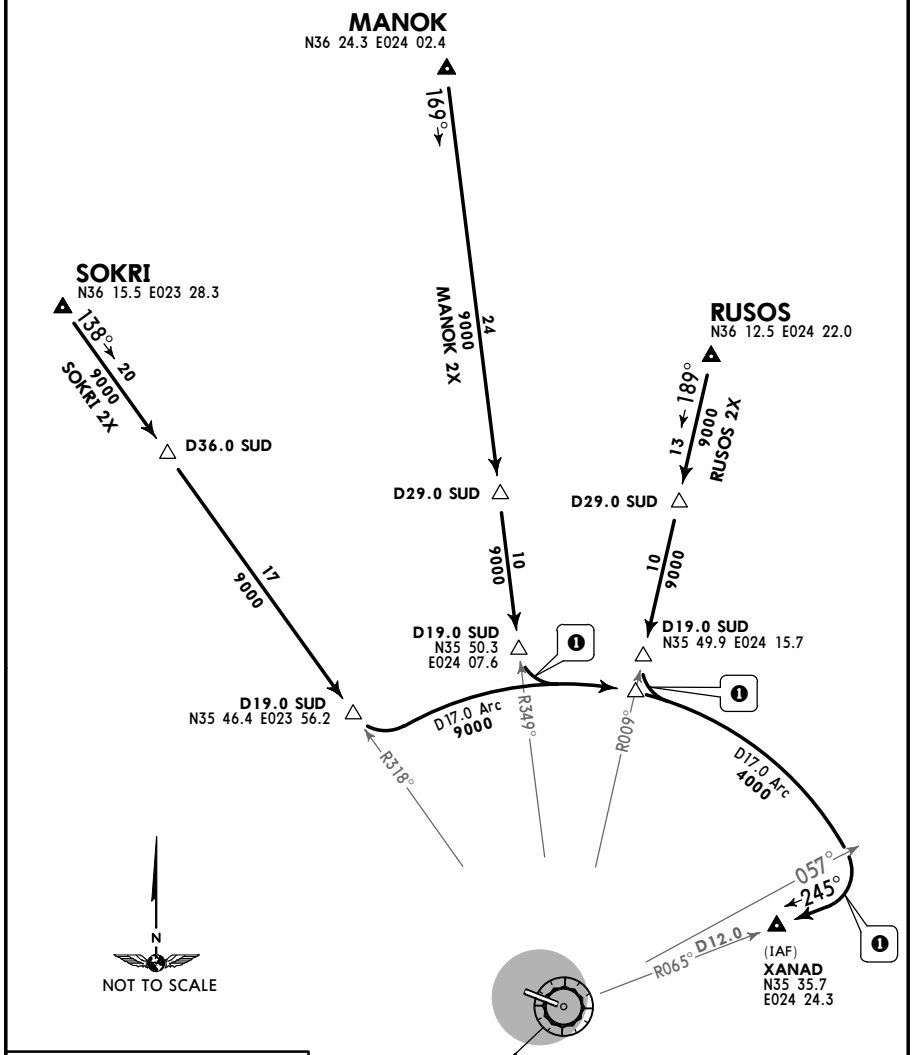 MANOK
N36 24.3 E024 02.4
169°
SOKRI
N36 15.5 E023 28.3
138°
20
9000
SOKRI 2X
24
9000
MANOK 2X
RUSOS
N36 12.5 E024 22.0
189°
13
9000
RUSOS 2X
D36.0 SUD
D29.0 SUD
D29.0 SUD
17
9000
10
9000
10
9000
D19.0 SUD
N35 50.3
E024 07.6
1
D19.0 SUD
N35 49.9 E024 15.7
1
D19.0 SUD
N35 46.4 E023 56.2
D17.0 Arc
9000
R318°
R349°
R009°
D17.0 Arc
4000
057°
245°
1
R065°
D12.0
(IAF)
XANAD
N35 35.7
E024 24.3
N
NOT TO SCALE